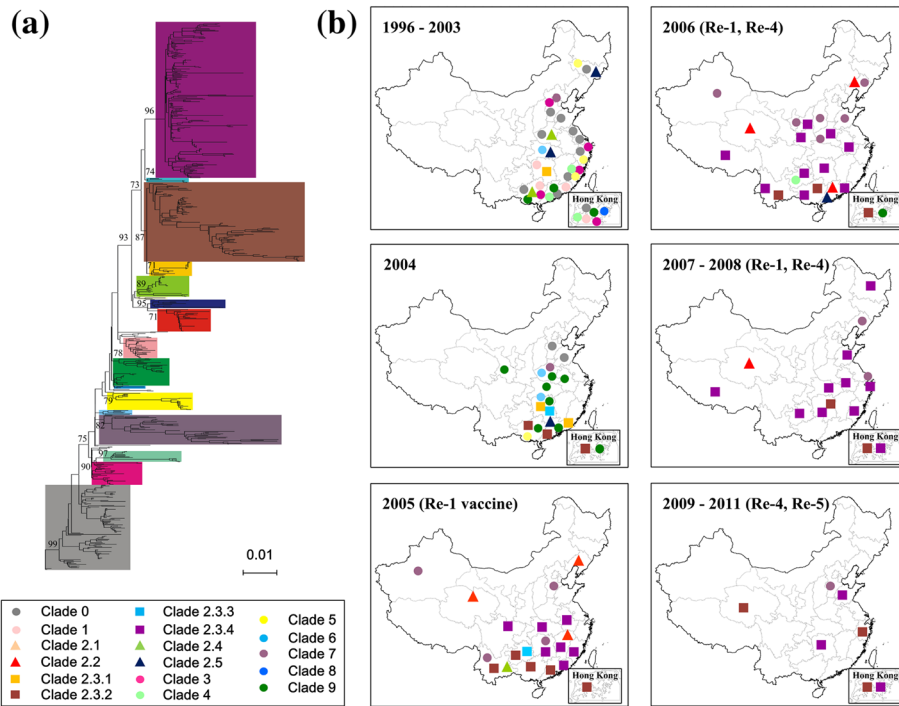 (a)
(b)
96
74
73
87
93
89
95
71
78
79
82
75
97
90
99
0.01
Clade 0
Clade 1
Clade 2.1
Clade 2.2
Clade 2.3.1
Clade 2.3.2
Clade 2.3.3
Clade 2.3.4
Clade 2.4
Clade 2.5
Clade 3
Clade 4
Clade 5
Clade 6
Clade 7
Clade 8
Clade 9
1996 - 2003
Hong Kong
2004
Hong Kong
2005 (Re-1 vaccine)
Hong Kong
2006 (Re-1, Re-4)
Hong Kong
2007 - 2008 (Re-1, Re-4)
Hong Kong
2009 - 2011 (Re-4, Re-5)
Hong Kong